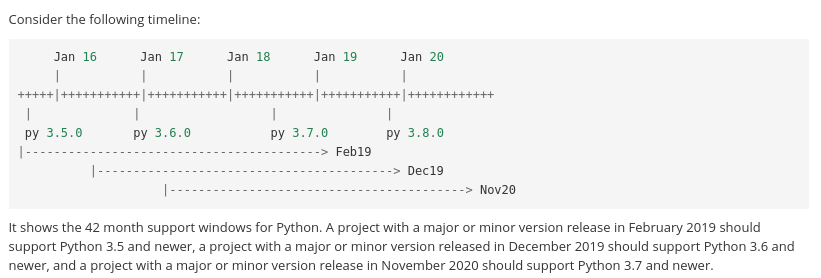 Consider the following timeline:
     Jan 16      Jan 17      Jan 18      Jan 19      Jan 20
     |           |           |           |           |
+++++|+++++++++++|+++++++++++|+++++++++++|+++++++++++|++++++++++++
 |              |                  |               |
 py 3.5.0       py 3.6.0           py 3.7.0        py 3.8.0
|-----------------------------------------> Feb19
          |-----------------------------------------> Dec19
                    |-----------------------------------------> Nov20
It shows the 42 month support windows for Python. A project with a major or minor version release in February 2019 should
support Python 3.5 and newer, a project with a major or minor version released in December 2019 should support Python 3.6 and
newer, and a project with a major or minor version release in November 2020 should support Python 3.7 and newer.